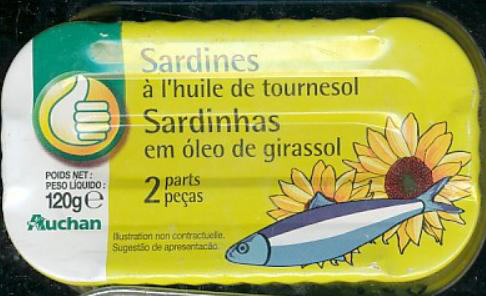 Sardines
à l'huile de tournesol
Sardinhas
em óleo de girassol
2 parts
peças
POIDS NET :
PESO LÍQUIDO :
120g℮
Auchan
Illustration non contractuelle.
Sugestão de apresentação.